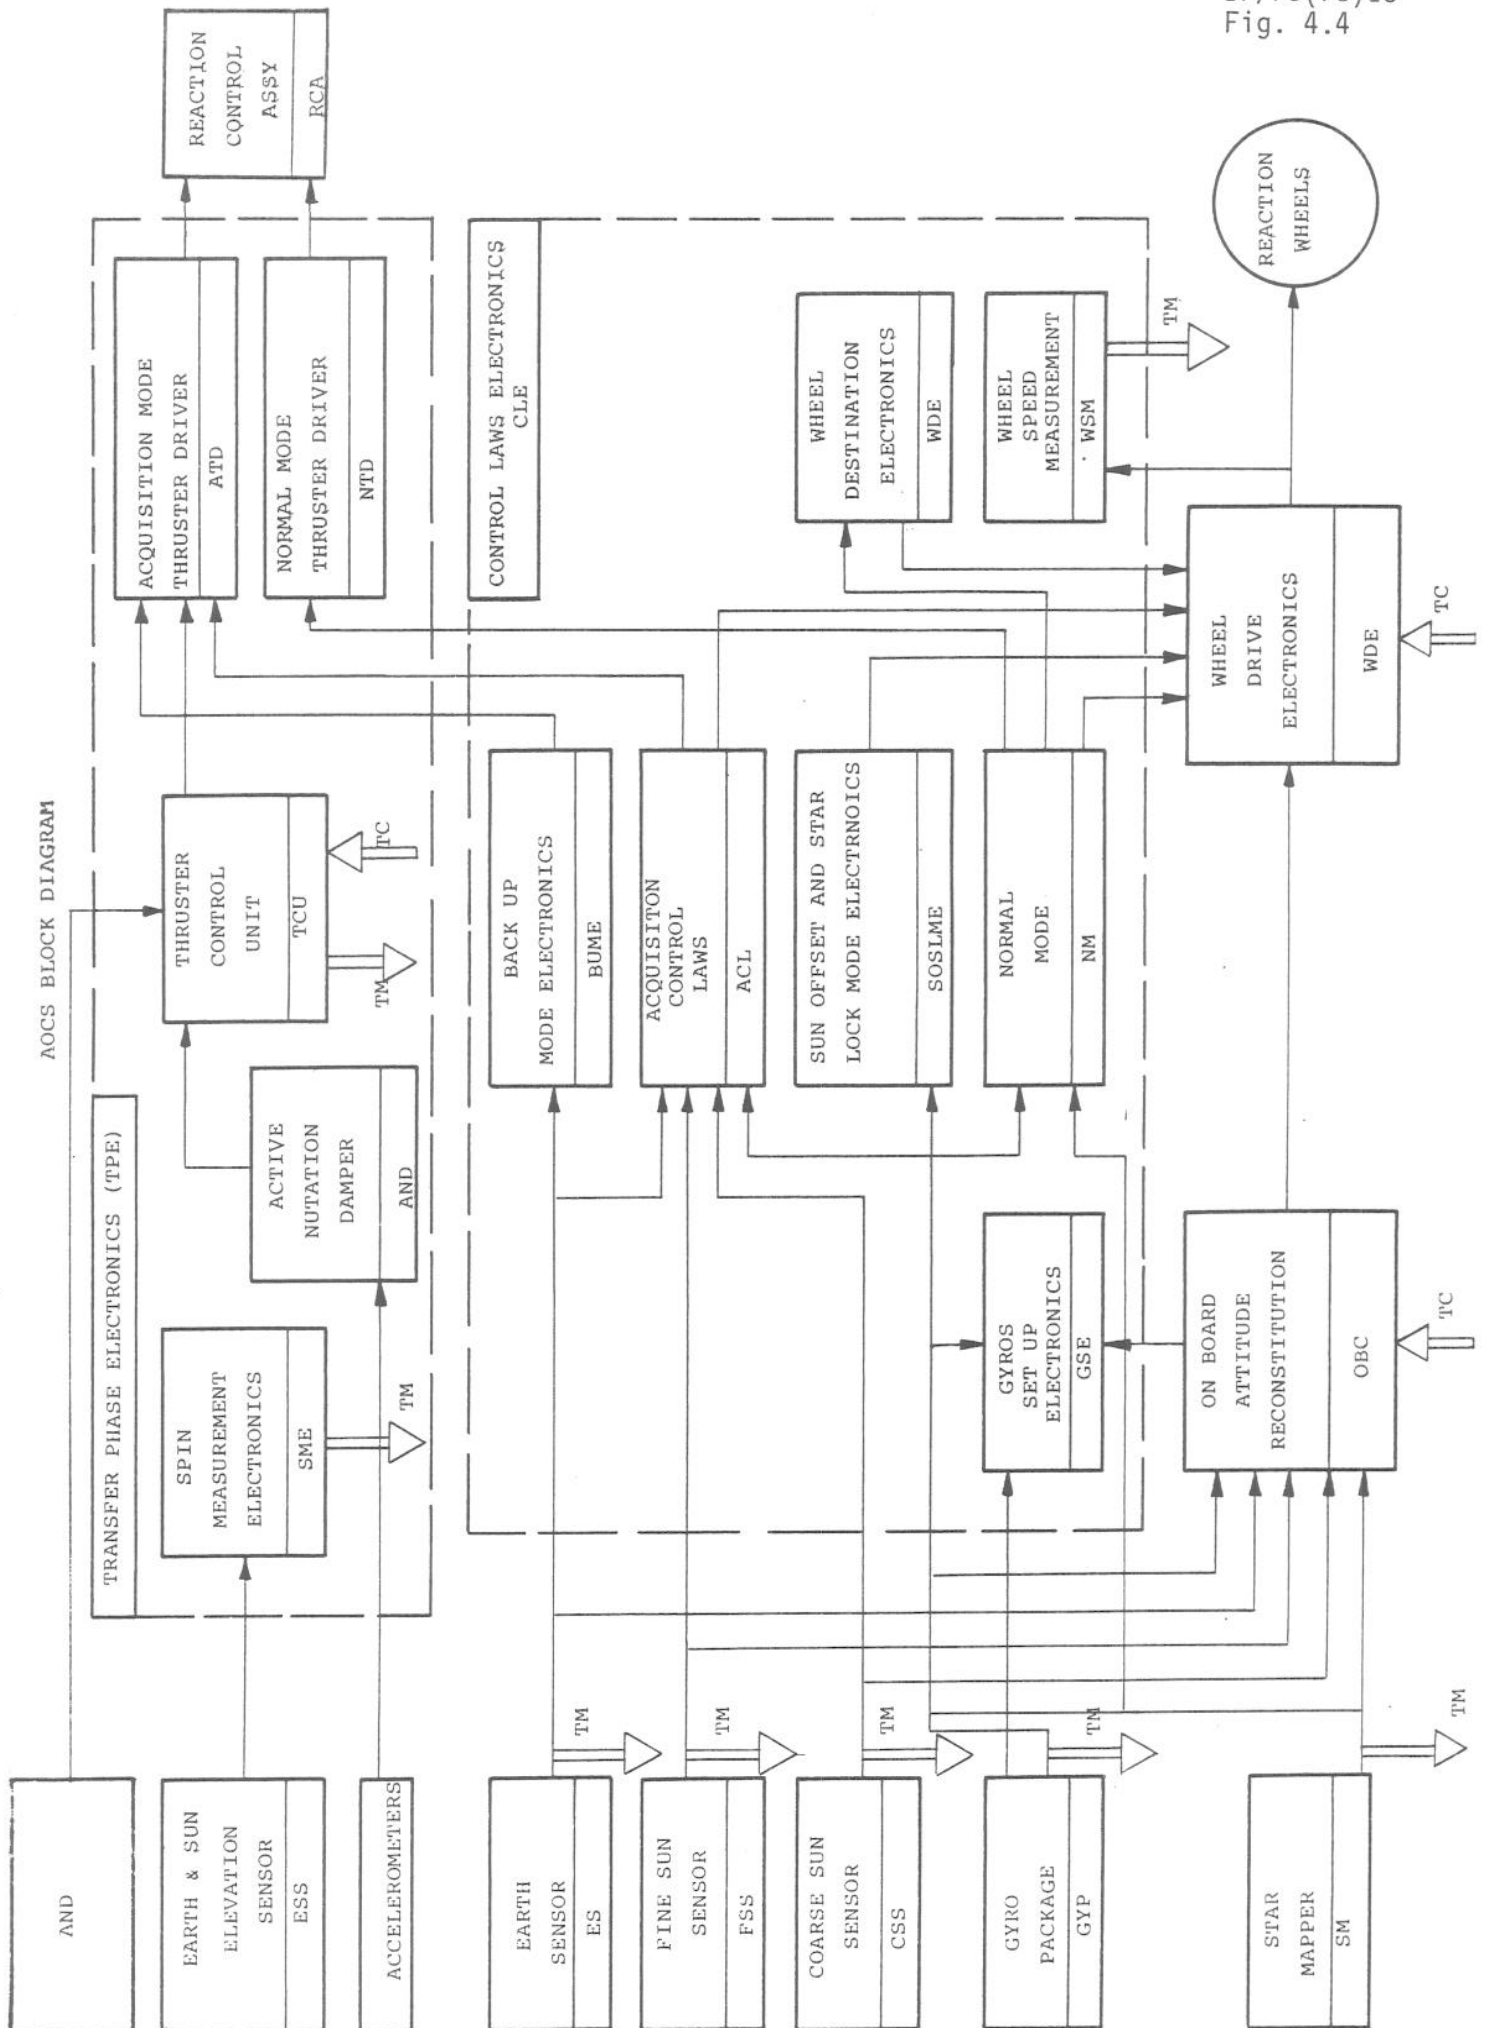 Fig. 4.4
AOCS BLOCK DIAGRAM
AND
TRANSFER PHASE ELECTRONICS (TPE)
EARTH & SUN
ELEVATION
SENSOR
ESS
SPIN
MEASUREMENT
ELECTRONICS
SME
TM
ACCELEROMETERS
ACTIVE
NUTATION
DAMPER
AND
THRUSTER
CONTROL
UNIT
TCU
TM
TC
ACQUISITION MODE
THRUSTER DRIVER
ATD
NORMAL MODE
THRUSTER DRIVER
NTD
REACTION
CONTROL
ASSY
RCA
CONTROL LAWS ELECTRONICS
CLE
EARTH
SENSOR
ES
TM
BACK UP
MODE ELECTRONICS
BUME
FINE SUN
SENSOR
FSS
TM
ACQUISITON
CONTROL
LAWS
ACL
COARSE SUN
SENSOR
CSS
TM
SUN OFFSET AND STAR
LOCK MODE ELECTRNOICS
SOSLME
WHEEL
DESTINATION
ELECTRONICS
WDE
GYRO
PACKAGE
GYP
TM
GYROS
SET UP
ELECTRONICS
GSE
NORMAL
MODE
NM
WHEEL
SPEED
MEASUREMENT
WSM
TM
STAR
MAPPER
SM
TM
ON BOARD
ATTITUDE
RECONSTITUTION
OBC
TC
WHEEL
DRIVE
ELECTRONICS
WDE
TC
REACTION
WHEELS